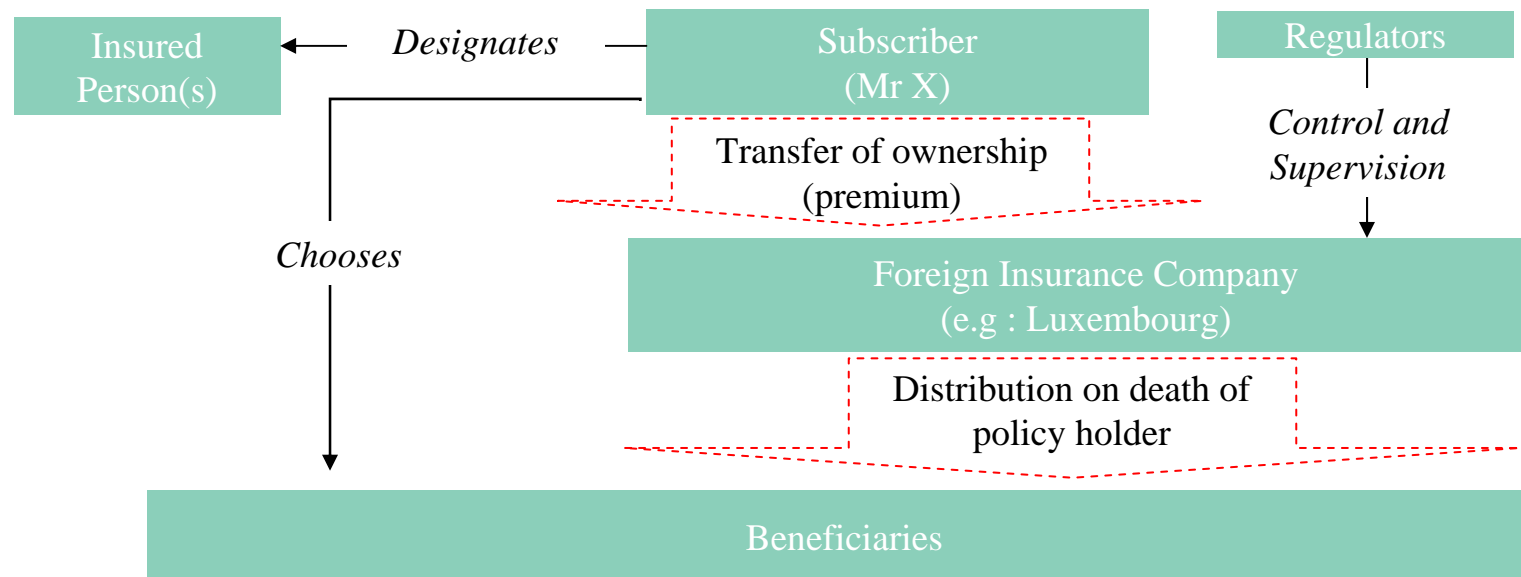 Insured
Person(s)
Designates
Subscriber
(Mr X)
Regulators
Control and
Supervision
Transfer of ownership
(premium)
Chooses
Foreign Insurance Company
(e.g : Luxembourg)
Distribution on death of
policy holder
Beneficiaries